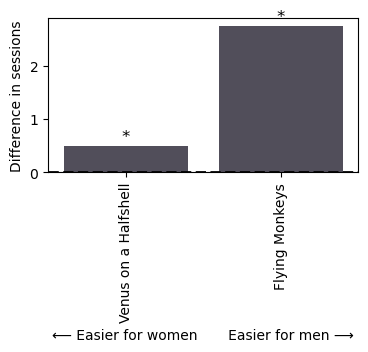 Difference in sessions
2
1
0
*
*
Venus on a Halfshell
Flying Monkeys
⟵ Easier for women
Easier for men ⟶